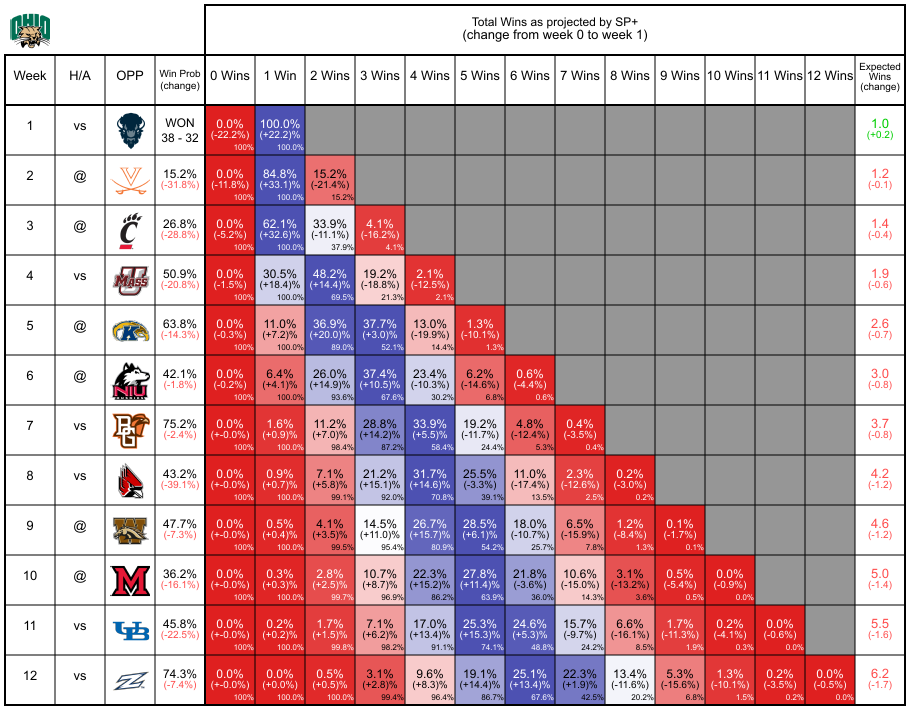 OHIO
Total Wins as projected by SP+
(change from week 0 to week 1)
Week H/A OPP Win Prob (change) 0 Wins 1 Win 2 Wins 3 Wins 4 Wins 5 Wins 6 Wins 7 Wins 8 Wins 9 Wins 10 Wins 11 Wins 12 Wins Expected Wins (change)
1 vs WON 0.0% 100.0% 1.0
38 - 32 (-22.2%) (+22.2)% (+0.2)
100% 100.0%
2 @ 15.2% 0.0% 84.8% 15.2% 1.2
(-31.8%) (-11.8%) (+33.1)% (-21.4%) (-0.1)
100% 100.0% 15.2%
3 @ C 26.8% 0.0% 62.1% 33.9% 4.1% 1.4
(-28.8%) (-5.2%) (+32.6)% (-11.1%) (-16.2%) (-0.4)
100% 100.0% 37.9% 4.1%
4 vs U MASS 50.9% 0.0% 30.5% 48.2% 19.2% 2.1% 1.9
(-20.8%) (-1.5%) (+18.4)% (+14.4)% (-18.8%) (-12.5%) (-0.6)
100% 100.0% 69.5% 21.3% 2.1%
5 @ K 63.8% 0.0% 11.0% 36.9% 37.7% 13.0% 1.3% 2.6
(-14.3%) (-0.3%) (+7.2)% (+20.0)% (+3.0)% (-19.9%) (-10.1%) (-0.7)
100% 100.0% 89.0% 52.1% 14.4% 1.3%
6 @ NIU 42.1% 0.0% 6.4% 26.0% 37.4% 23.4% 6.2% 0.6% 3.0
(-1.8%) (-0.2%) (+4.1)% (+14.9)% (+10.5)% (-10.3%) (-14.6%) (-4.4%) (-0.8)
100% 100.0% 93.6% 67.6% 30.2% 6.8% 0.6%
7 vs BG 75.2% 0.0% 1.6% 11.2% 28.8% 33.9% 19.2% 4.8% 0.4% 3.7
(-2.4%) (+-0.0)% (+0.9)% (+7.0)% (+14.2)% (+5.5)% (-11.7%) (-12.4%) (-3.5%) (-0.8)
100% 100.0% 98.4% 87.2% 58.4% 24.4% 5.3% 0.4%
8 vs 43.2% 0.0% 0.9% 7.1% 21.2% 31.7% 25.5% 11.0% 2.3% 0.2% 4.2
(-39.1%) (+-0.0)% (+0.7)% (+5.8)% (+15.1)% (+14.6)% (-3.3%) (-17.4%) (-12.6%) (-3.0%) (-1.2)
100% 100.0% 99.1% 92.0% 70.8% 39.1% 13.5% 2.5% 0.2%
9 @ W 47.7% 0.0% 0.5% 4.1% 14.5% 26.7% 28.5% 18.0% 6.5% 1.2% 0.1% 4.6
(-7.3%) (+-0.0)% (+0.4)% (+3.5)% (+11.0)% (+15.7)% (+6.1)% (-10.7%) (-15.9%) (-8.4%) (-1.7%) (-1.2)
100% 100.0% 99.5% 95.4% 80.9% 54.2% 25.7% 7.8% 1.3% 0.1%
10 @ M 36.2% 0.0% 0.3% 2.8% 10.7% 22.3% 27.8% 21.8% 10.6% 3.1% 0.5% 0.0% 5.0
(-16.1%) (+-0.0)% (+0.3)% (+2.5)% (+8.7)% (+15.2)% (+11.4)% (-3.6%) (-15.0%) (-13.2%) (-5.4%) (-0.9%) (-1.4)
100% 100.0% 99.7% 96.9% 86.2% 63.9% 36.0% 14.3% 3.6% 0.5% 0.0%
11 vs UB 45.8% 0.0% 0.2% 1.7% 7.1% 17.0% 25.3% 24.6% 15.7% 6.6% 1.7% 0.2% 0.0% 5.5
(-22.5%) (+-0.0)% (+0.2)% (+1.5)% (+6.2)% (+13.4)% (+15.3)% (+5.3)% (-9.7%) (-16.1%) (-11.3%) (-4.1%) (-0.6%) (-1.6)
100% 100.0% 99.8% 98.2% 91.1% 74.1% 48.8% 24.2% 8.5% 1.9% 0.3% 0.0%
12 vs Z 74.3% 0.0% 0.0% 0.5% 3.1% 9.6% 19.1% 25.1% 22.3% 13.4% 5.3% 1.3% 0.2% 0.0% 6.2
(-7.4%) (+-0.0)% (+0.0)% (+0.5)% (+2.8)% (+8.3)% (+14.4)% (+13.4)% (+1.9)% (-11.6%) (-15.6%) (-10.1%) (-3.5%) (-0.5%) (-1.7)
100% 100.0% 100.0% 99.4% 96.4% 86.7% 67.6% 42.5% 20.2% 6.8% 1.5% 0.2% 0.0%